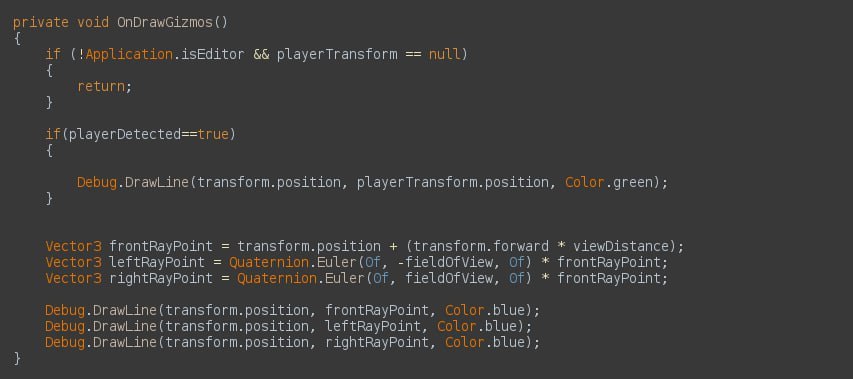 private void OnDrawGizmos()
{
    if (!Application.isEditor && playerTransform == null)
    {
        return;
    }
    if(playerDetected==true)
    {
        Debug.DrawLine(transform.position, playerTransform.position, Color.green);
    }
    Vector3 frontRayPoint = transform.position + (transform.forward * viewDistance);
    Vector3 leftRayPoint = Quaternion.Euler(0f, -fieldOfView, 0f) * frontRayPoint;
    Vector3 rightRayPoint = Quaternion.Euler(0f, fieldOfView, 0f) * frontRayPoint;
    Debug.DrawLine(transform.position, frontRayPoint, Color.blue);
    Debug.DrawLine(transform.position, leftRayPoint, Color.blue);
    Debug.DrawLine(transform.position, rightRayPoint, Color.blue);
}